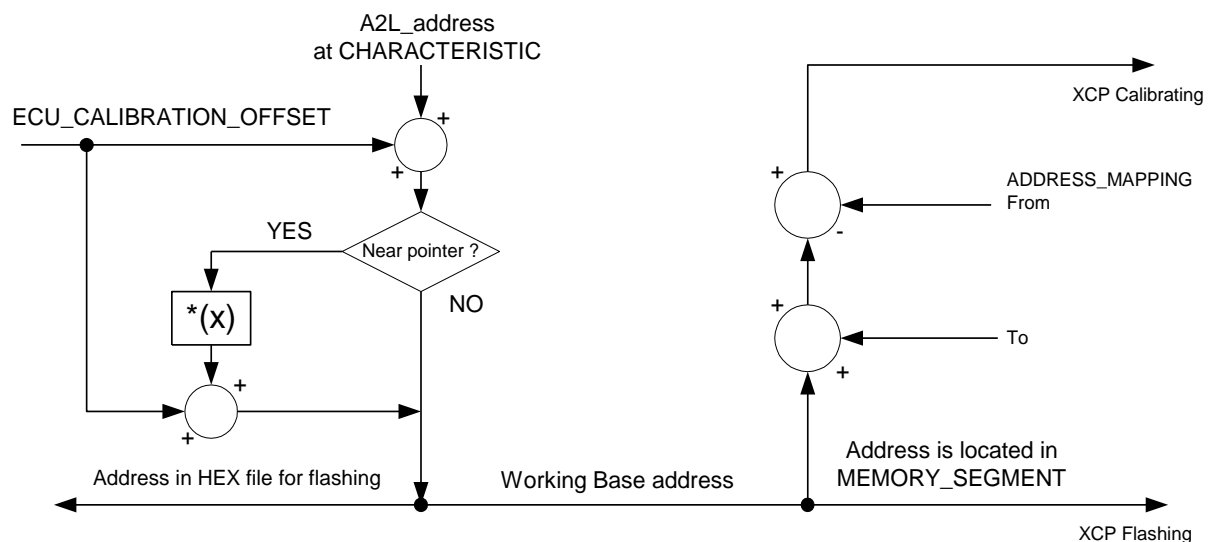 A2L_address
at CHARACTERISTIC
XCP Calibrating
ECU_CALIBRATION_OFFSET
+
+
+
ADDRESS_MAPPING
From
-
YES
Near pointer ?
NO
*(x)
+
To
+
+
+
Address in HEX file for flashing
Working Base address
Address is located in
MEMORY_SEGMENT
XCP Flashing